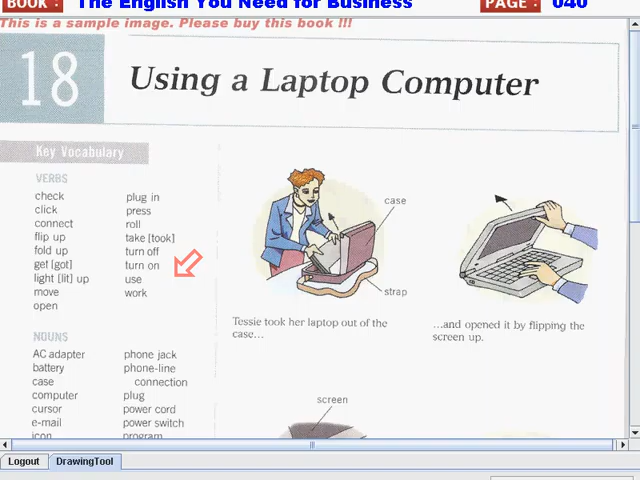 BOOK : The English You Need for Business PAGE : 040
This is a sample image. Please buy this book !!!
18 Using a Laptop Computer
Key Vocabulary
VERBS
check
click
connect
flip up
fold up
get [got]
light [lit] up
move
open
plug in
press
roll
take [took]
turn off
turn on
use
work
NOUNS
AC adapter
battery
case
computer
cursor
e-mail
icon
phone jack
phone-line
connection
plug
power cord
power switch
program
case
strap
Tessie took her laptop out of the
case...
...and opened it by flipping the
screen up.
screen
Logout
DrawingTool